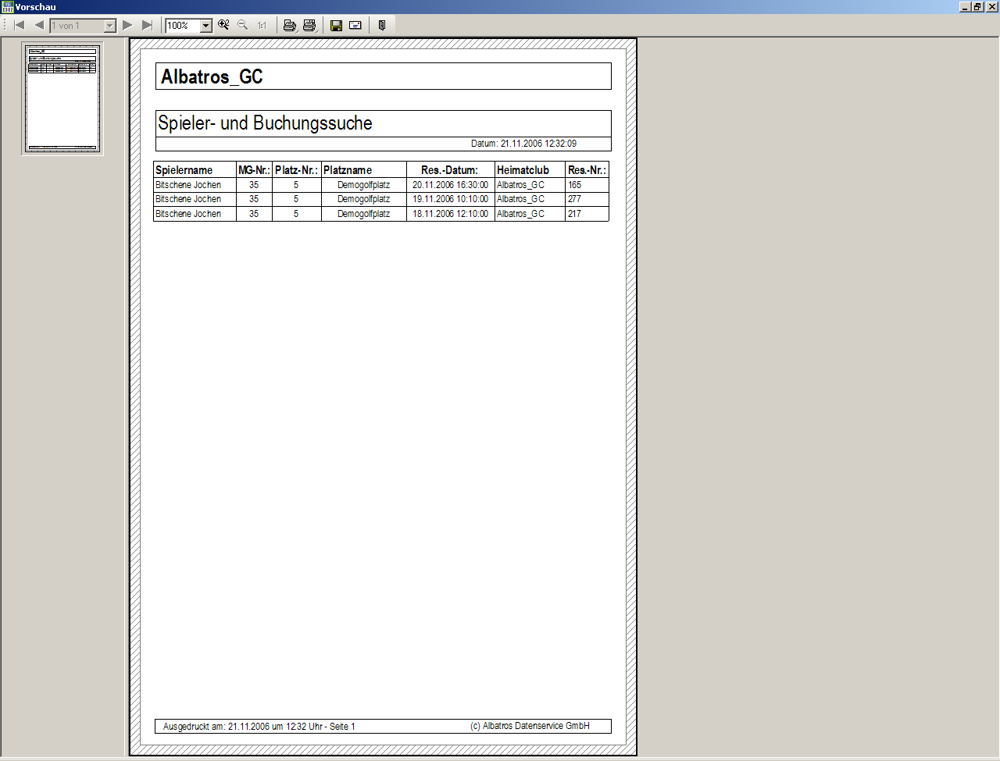 Vorschau
1 von 1
100%
1:1
Albatros_GC
Spieler- und Buchungssuche
Datum: 21.11.2006 12:32:09
Spielername MG-Nr.: Platz-Nr.: Platzname Res.-Datum: Heimatclub Res.-Nr.:
Bitschene Jochen 35 5 Demogolfplatz 20.11.2006 16:30:00 Albatros_GC 165
Bitschene Jochen 35 5 Demogolfplatz 19.11.2006 10:10:00 Albatros_GC 277
Bitschene Jochen 35 5 Demogolfplatz 18.11.2006 12:10:00 Albatros_GC 217
Ausgedruckt am: 21.11.2006 um 12:32 Uhr - Seite 1 (c) Albatros Datenservice GmbH